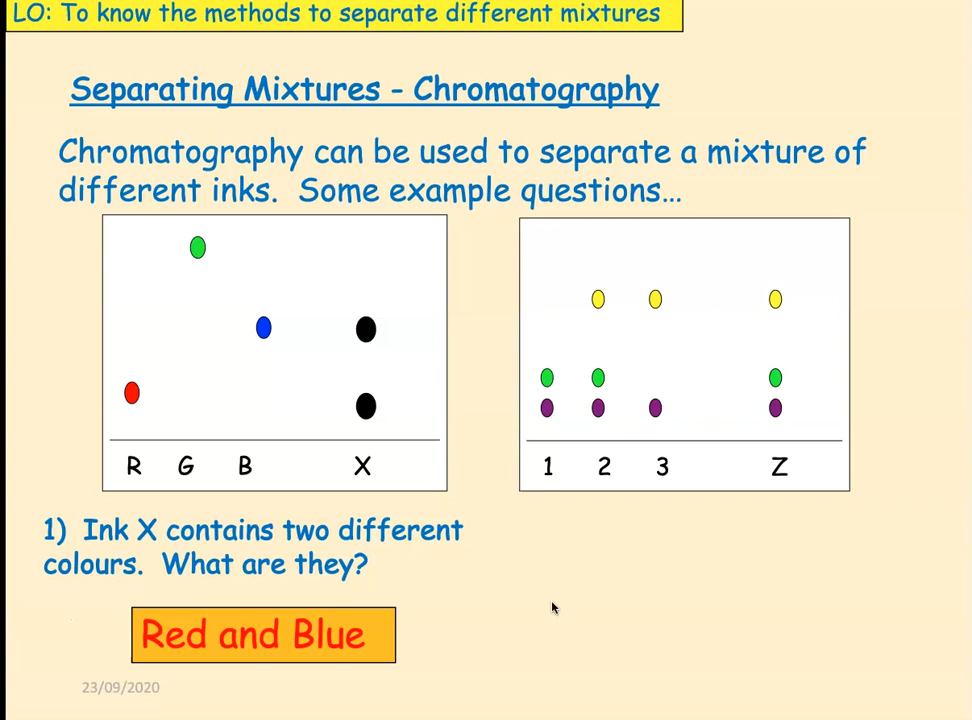 LO: To know the methods to separate different mixtures
Separating Mixtures - Chromatography
Chromatography can be used to separate a mixture of
different inks.  Some example questions…
R G B X
1 2 3 Z
1)  Ink X contains two different
colours.  What are they?
Red and Blue
23/09/2020